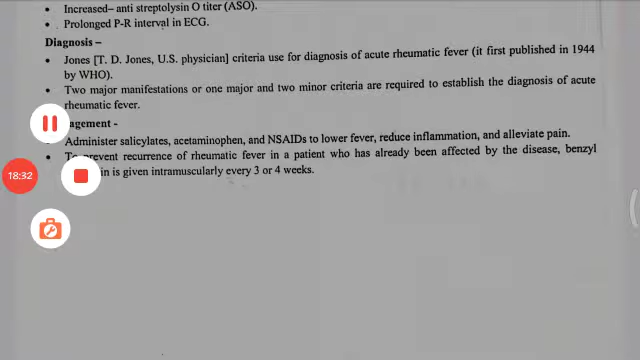 • Increased– anti streptolysin O titer (ASO).
• Prolonged P-R interval in ECG.
Diagnosis –
• Jones [T. D. Jones, U.S. physician] criteria use for diagnosis of acute rheumatic fever (it first published in 1944
by WHO).
• Two major manifestations or one major and two minor criteria are required to establish the diagnosis of acute
rheumatic fever.
agement -
Administer salicylates, acetaminophen, and NSAIDs to lower fever, reduce inflammation, and alleviate pain.
• prevent recurrence of rheumatic fever in a patient who has already been affected by the disease, benzyl
18:32
in is given intramuscularly every 3 or 4 weeks.